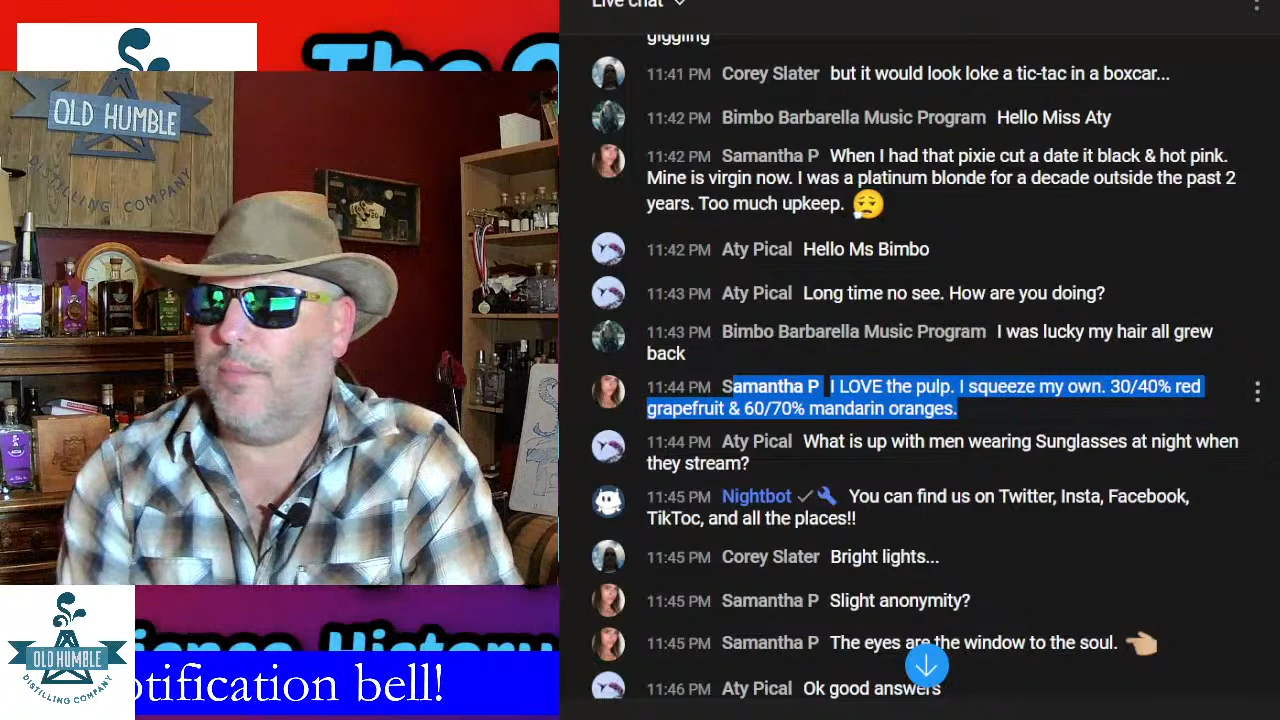 The
OLD HUMBLE
DISTILLING COMPANY
ience, History
OLD HUMBLE
DISTILLING COMPANY
otification bell!
Live chat
giggling
11:41 PM Corey Slater but it would look loke a tic-tac in a boxcar...
11:42 PM Bimbo Barbarella Music Program Hello Miss Aty
11:42 PM Samantha P When I had that pixie cut a date it black & hot pink.
Mine is virgin now. I was a platinum blonde for a decade outside the past 2
years. Too much upkeep.
11:42 PM Aty Pical Hello Ms Bimbo
11:43 PM Aty Pical Long time no see. How are you doing?
11:43 PM Bimbo Barbarella Music Program I was lucky my hair all grew
back
11:44 PM Samantha P I LOVE the pulp. I squeeze my own. 30/40% red
grapefruit & 60/70% mandarin oranges.
11:44 PM Aty Pical What is up with men wearing Sunglasses at night when
they stream?
11:45 PM Nightbot You can find us on Twitter, Insta, Facebook,
TikToc, and all the places!!
11:45 PM Corey Slater Bright lights...
11:45 PM Samantha P Slight anonymity?
11:45 PM Samantha P The eyes are the window to the soul.
11:46 PM Aty Pical Ok good answers